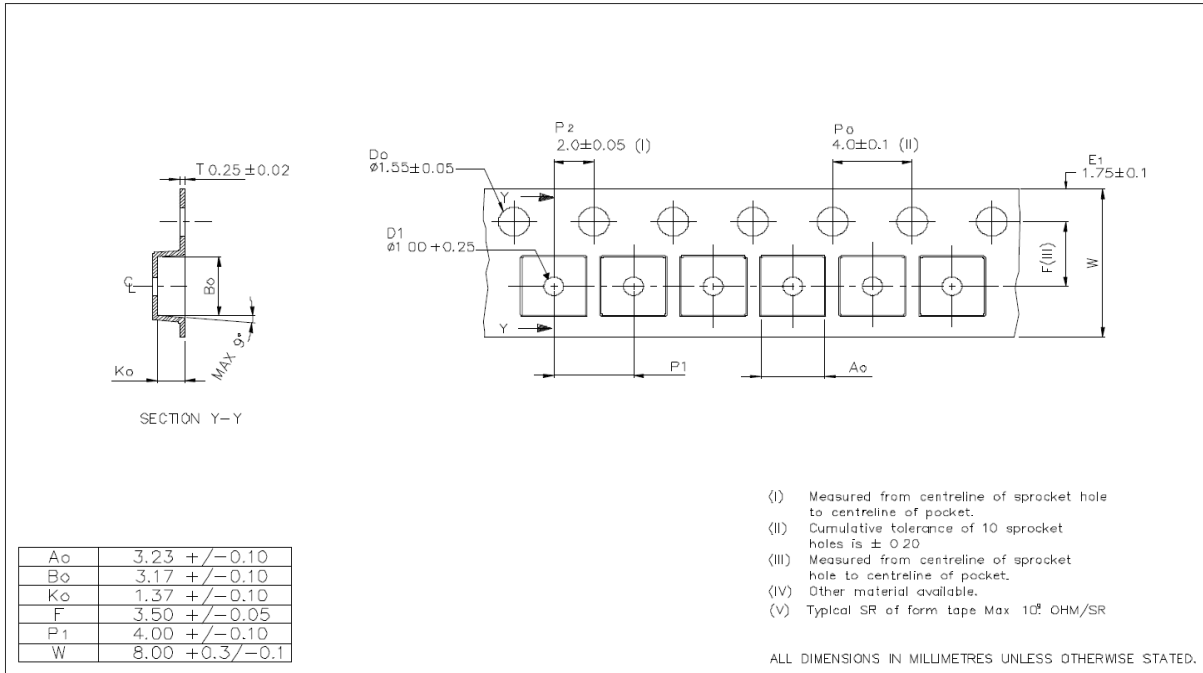 P2
2.0±0.05 (I)
Po
4.0±0.1 (II)
E1
1.75±0.1
Do
ø1.55±0.05
T 0.25 ±0.02
Y
D1
ø1.00 +0.25
F(III)
W
Bo
Y
MAX 9°
Ko
P1
Ao
SECTION Y-Y
(I) Measured from centreline of sprocket hole
to centreline of pocket.
(II) Cumulative tolerance of 10 sprocket
holes is ± 0.20
(III) Measured from centreline of sprocket
hole to centreline of pocket.
(IV) Other material available.
(V) Typical SR of form tape Max 10⁹ OHM/SR
Ao 3.23 +/-0.10
Bo 3.17 +/-0.10
Ko 1.37 +/-0.10
F 3.50 +/-0.05
P1 4.00 +/-0.10
W 8.00 +0.3/-0.1
ALL DIMENSIONS IN MILLIMETRES UNLESS OTHERWISE STATED.